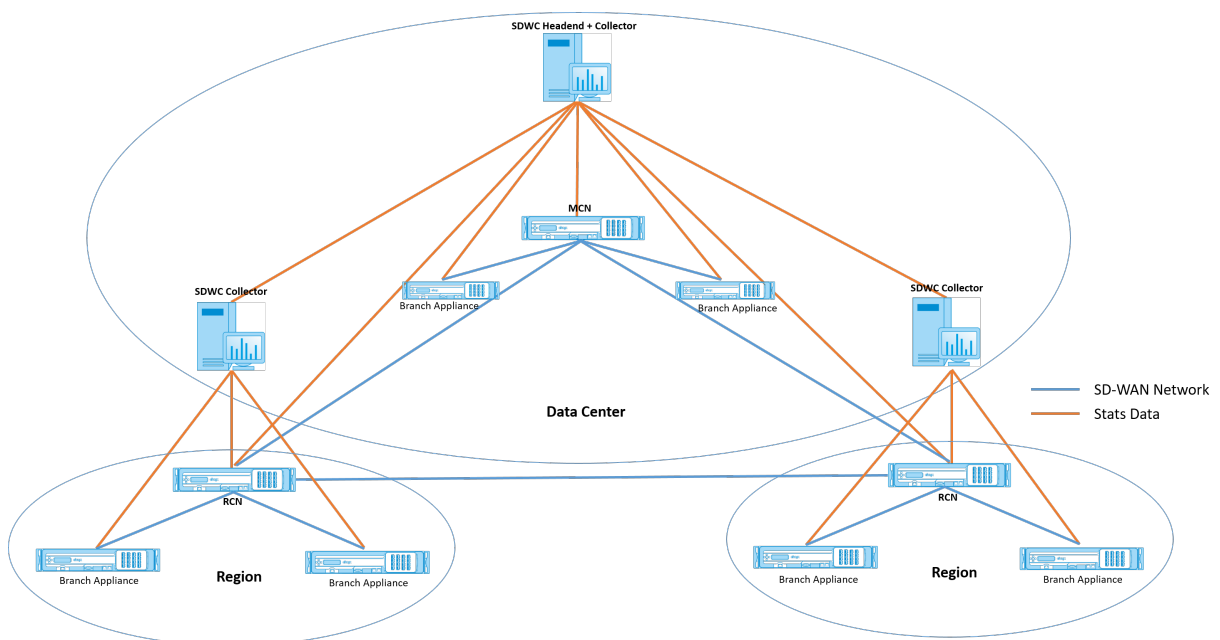 SDWC Headend + Collector
MCN
Branch Appliance
Branch Appliance
SDWC Collector
SDWC Collector
Data Center
SD-WAN Network
Stats Data
RCN
RCN
Branch Appliance
Branch Appliance
Region
Branch Appliance
Branch Appliance
Region